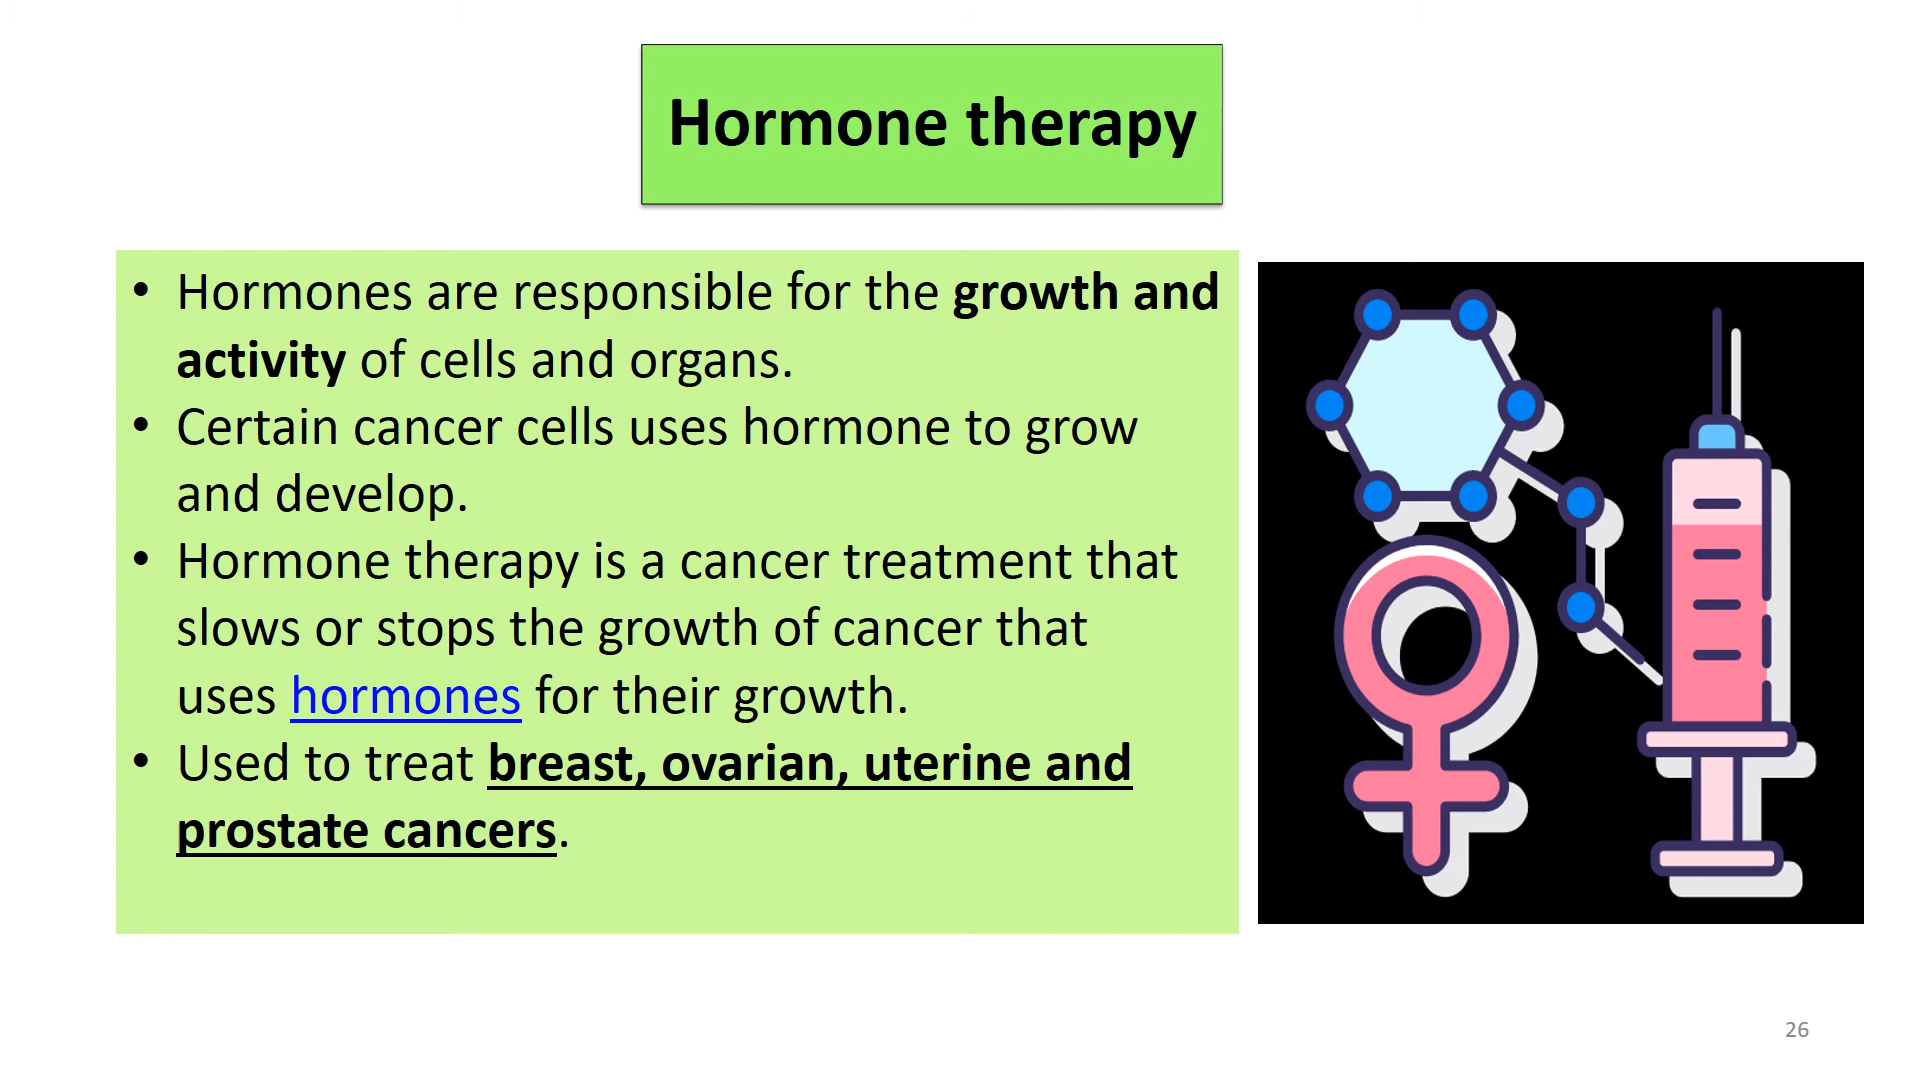 Hormone therapy
• Hormones are responsible for the growth and
activity of cells and organs.
• Certain cancer cells uses hormone to grow
and develop.
• Hormone therapy is a cancer treatment that
slows or stops the growth of cancer that
uses hormones for their growth.
• Used to treat breast, ovarian, uterine and
prostate cancers.
26